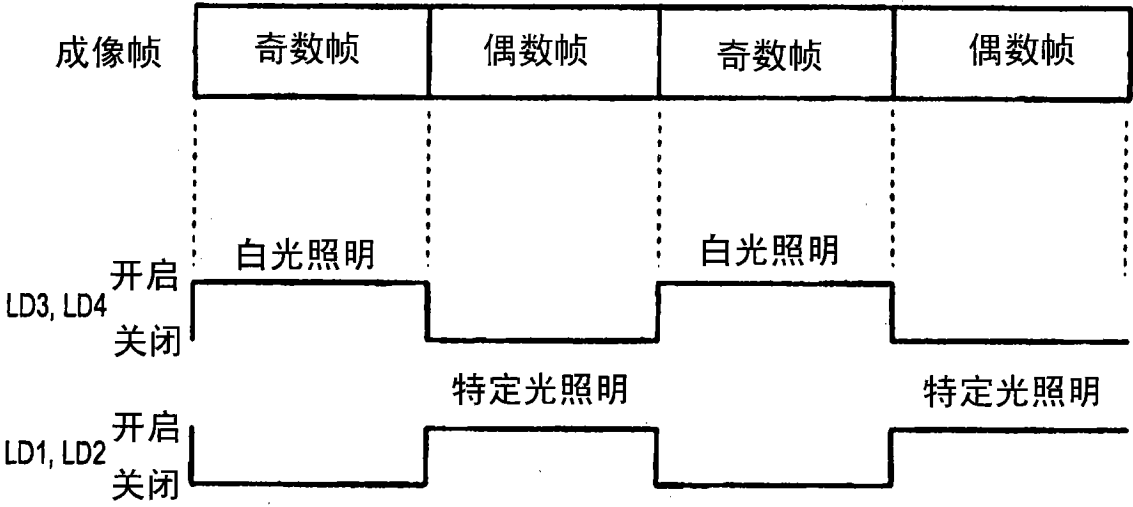 成像帧 奇数帧 偶数帧 奇数帧 偶数帧
白光照明 白光照明
开启
LD3, LD4
关闭
特定光照明 特定光照明
开启
LD1, LD2
关闭